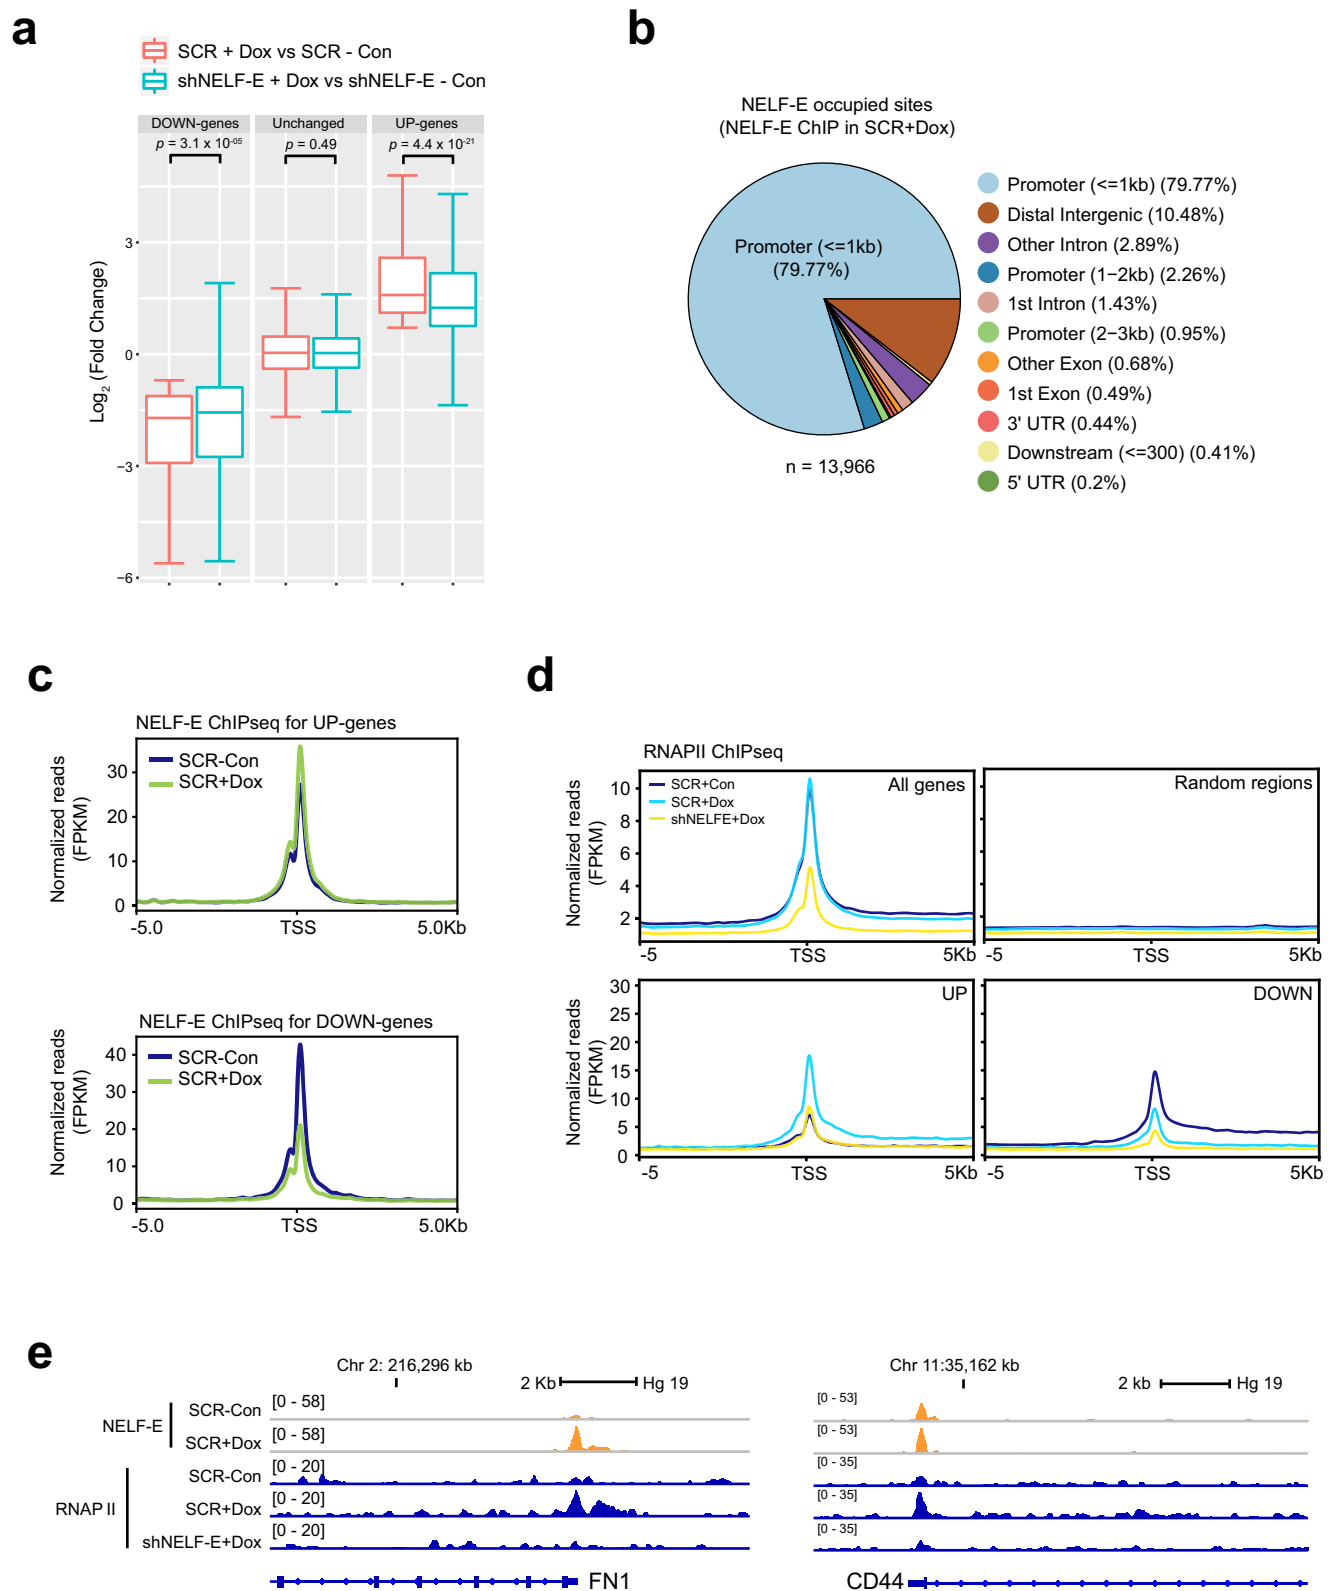 a
SCR + Dox vs SCR - Con
shNELF-E + Dox vs shNELF-E - Con
DOWN-genes
Unchanged
UP-genes
p = 3.1 x 10-05
p = 0.49
p = 4.4 x 10-21
Log2 (Fold Change)
3
0
−3
−6
b
NELF-E occupied sites
(NELF-E ChIP in SCR+Dox)
Promoter (<=1kb)
(79.77%)
n = 13,966
Promoter (<=1kb) (79.77%)
Distal Intergenic (10.48%)
Other Intron (2.89%)
Promoter (1−2kb) (2.26%)
1st Intron (1.43%)
Promoter (2−3kb) (0.95%)
Other Exon (0.68%)
1st Exon (0.49%)
3' UTR (0.44%)
Downstream (<=300) (0.41%)
5' UTR (0.2%)
c
NELF-E ChIPseq for UP-genes
SCR-Con
SCR+Dox
Normalized reads
(FPKM)
30
20
10
0
-5.0
TSS
5.0Kb
NELF-E ChIPseq for DOWN-genes
SCR-Con
SCR+Dox
Normalized reads
(FPKM)
40
30
20
10
0
-5.0
TSS
5.0Kb
d
RNAPII ChIPseq
SCR+Con
SCR+Dox
shNELFE+Dox
All genes
Normalized reads
(FPKM)
10
8
6
4
2
-5
TSS
5Kb
Random regions
-5
TSS
5Kb
UP
Normalized reads
(FPKM)
30
25
20
15
10
5
0
-5
TSS
5Kb
DOWN
-5
TSS
5Kb
e
Chr 2: 216,296 kb
2 Kb
Hg 19
NELF-E
SCR-Con
[0 - 58]
SCR+Dox
[0 - 58]
RNAP II
SCR-Con
[0 - 20]
SCR+Dox
[0 - 20]
shNELF-E+Dox
[0 - 20]
FN1
Chr 11:35,162 kb
2 kb
Hg 19
[0 - 53]
[0 - 53]
[0 - 35]
[0 - 35]
[0 - 35]
CD44